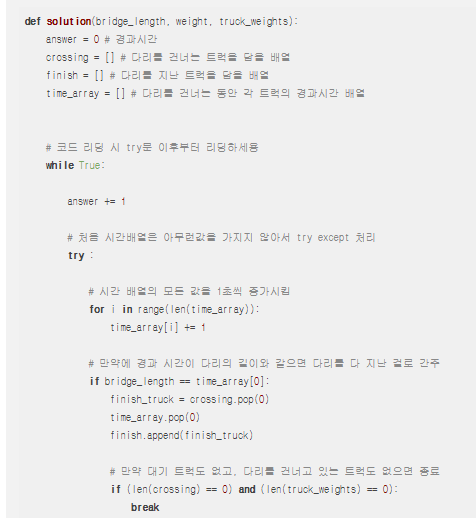 def solution(bridge_length, weight, truck_weights):
    answer = 0 # 경과시간
    crossing = [] # 다리를 건너는 트럭을 담을 배열
    finish = [] # 다리를 지난 트럭을 담을 배열
    time_array = [] # 다리를 건너는 동안 각 트럭의 경과시간 배열
    # 코드 리딩 시 try문 이후부터 리딩하세용
    while True:
        answer += 1
        # 처음 시간배열은 아무런값을 가지지 않아서 try except 처리
        try :
            # 시간 배열의 모든 값을 1초씩 증가시킴
            for i in range(len(time_array)):
                time_array[i] += 1
            # 만약에 경과 시간이 다리의 길이와 같으면 다리를 다 지난 걸로 간주
            if bridge_length == time_array[0]:
                finish_truck = crossing.pop(0)
                time_array.pop(0)
                finish.append(finish_truck)
                # 만약 대기 트럭도 없고, 다리를 건너고 있는 트럭도 없으면 종료
                if (len(crossing) == 0) and (len(truck_weights) == 0):
                    break